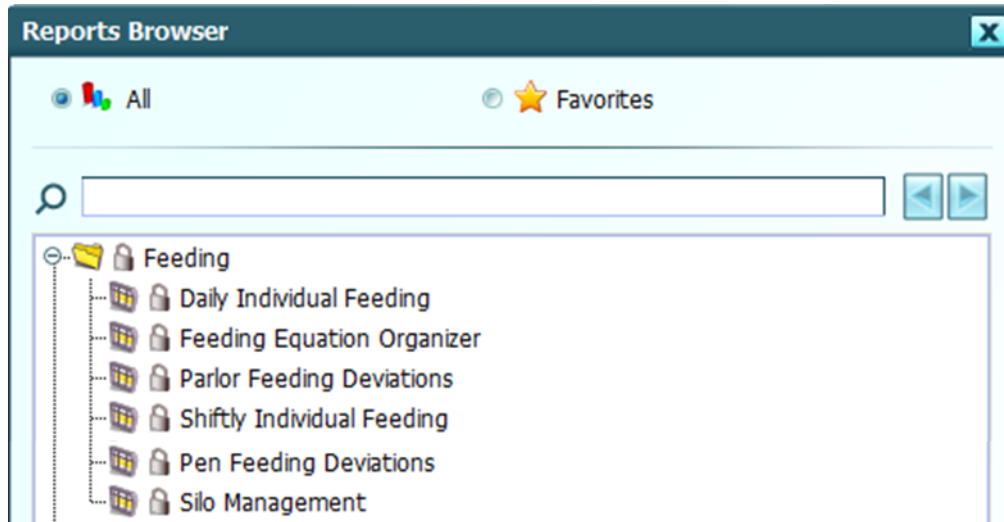 Reports Browser
All Favorites
Feeding
Daily Individual Feeding
Feeding Equation Organizer
Parlor Feeding Deviations
Shiftly Individual Feeding
Pen Feeding Deviations
Silo Management